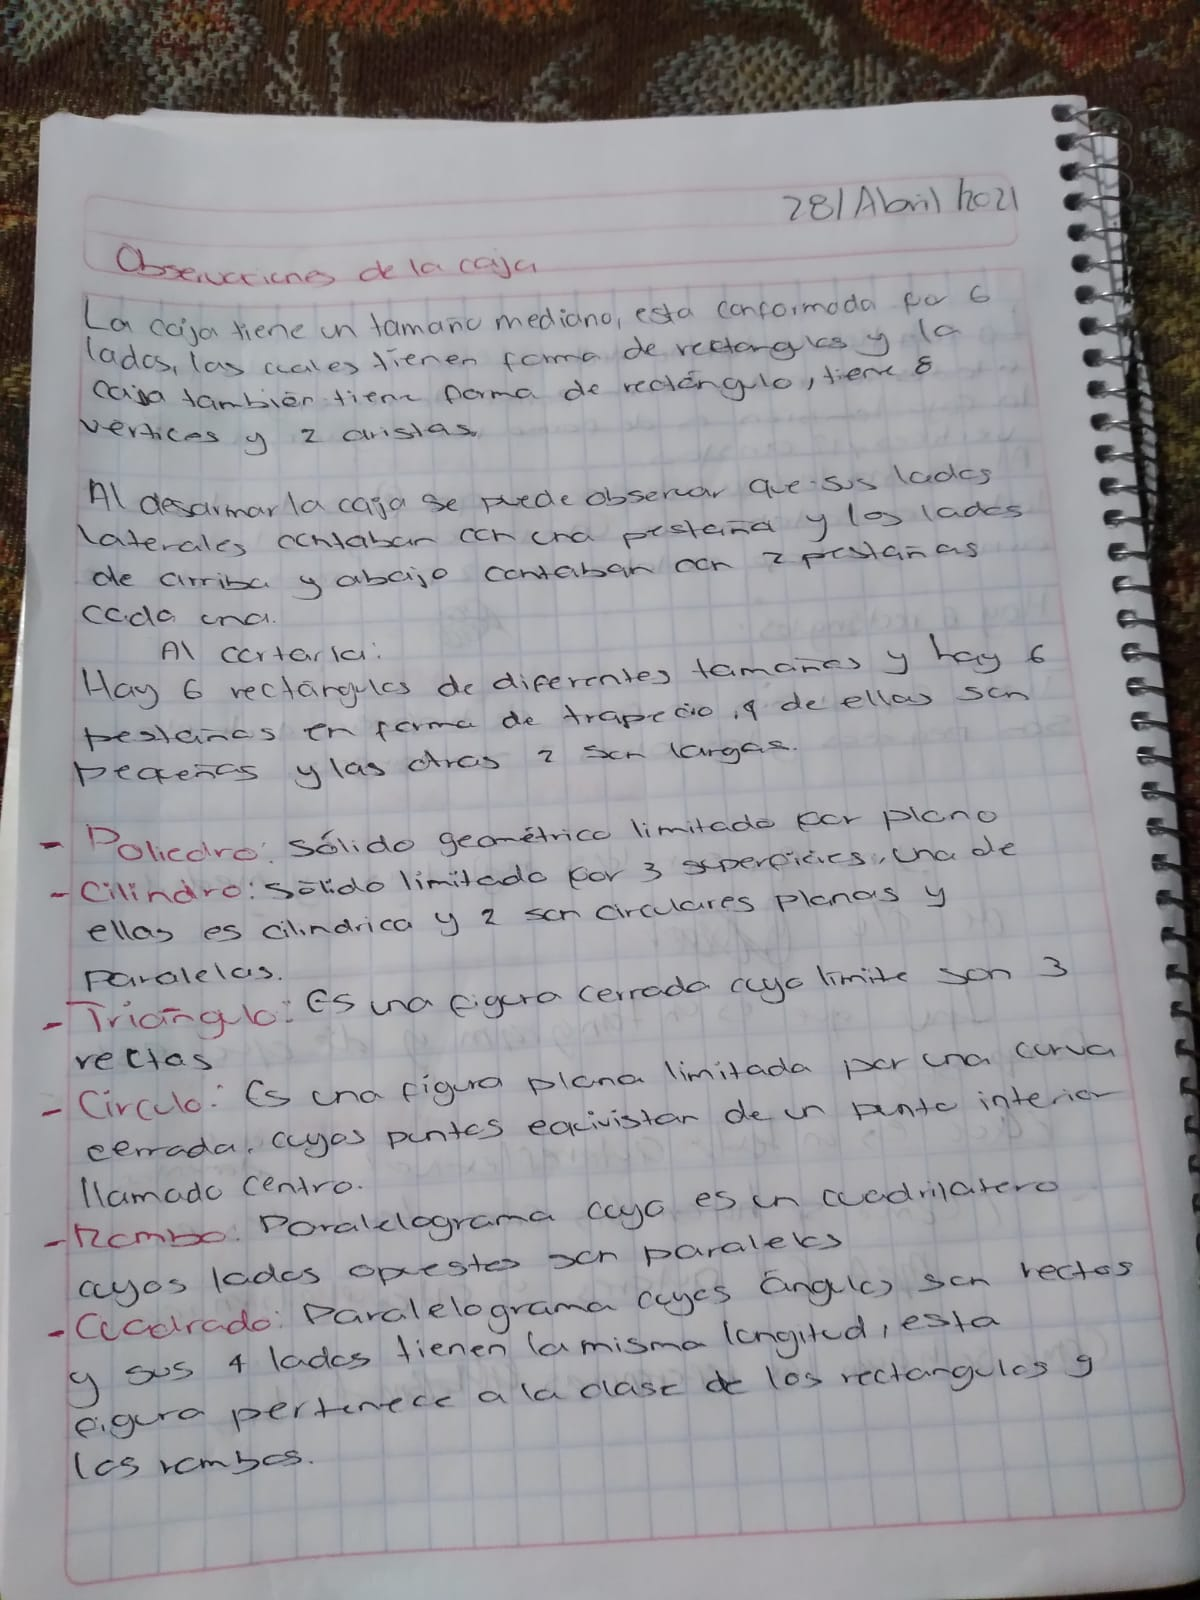 28/Abril/2021
Observaciones de la caja
La caja tiene un tamaño mediano, esta conformada por 6
lados, las cuales tienen forma de rectangulos y la
caja también tiene forma de rectángulo, tiene 8
vertices y 2 aristas.
Al desarmar la caja se puede observar que sus lados
laterales contaban con una pestaña y los lados
de arriba y abajo contaban con 2 pestañas
cada una.
Al cortarla:
Hay 6 rectángulos de diferentes tamaños y hay 6
pestañas en forma de trapecio, 4 de ellas son
pequeñas y las otras 2 son largas.
- Poliedro: Sólido geométrico limitado por plano
- Cilindro: Sólido limitado por 3 superficies, una de
ellas es cilindrica y 2 son circulares planas y
paralelas.
- Triángulo: Es una figura cerrada cuyo limite son 3
rectas
- Circulo: Es una figura plana limitada por una curva
cerrada, cuyos puntos equivistan de un punto interior
llamado centro.
- Rombo: Paralelograma cuyo es un cuadrilatero
cuyos lados opuestos son paralelos
- Cuadrado: Paralelograma cuyos ángulos son rectos
y sus 4 lados tienen la misma longitud, esta
figura pertenece a la clase de los rectangulos y
los rombos.